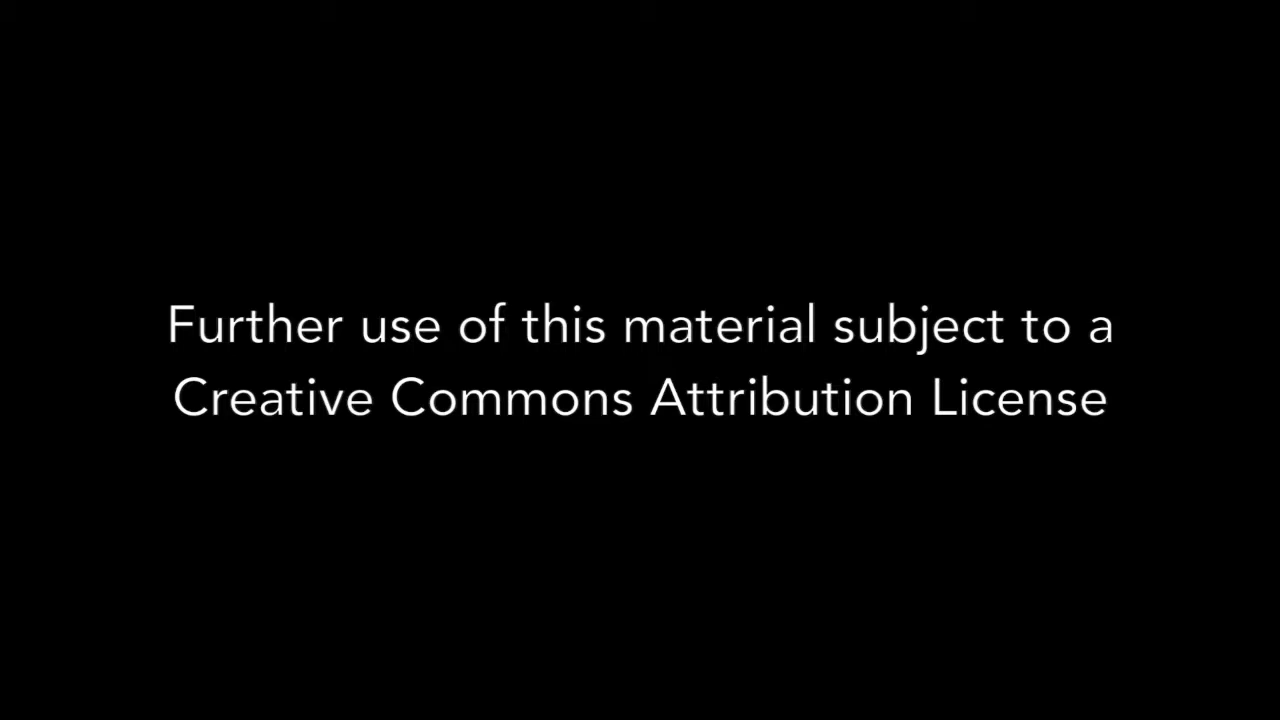 Further use of this material subject to a
Creative Commons Attribution License